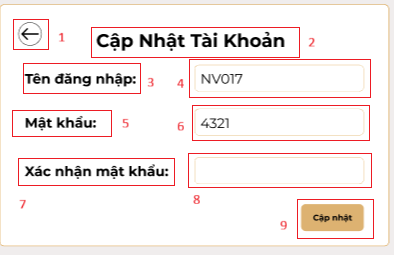 1
Cập Nhật Tài Khoản 2
Tên đăng nhập: 3 4 NV017
Mật khẩu: 5 6 4321
Xác nhận mật khẩu:
7 8
9 Cập nhật